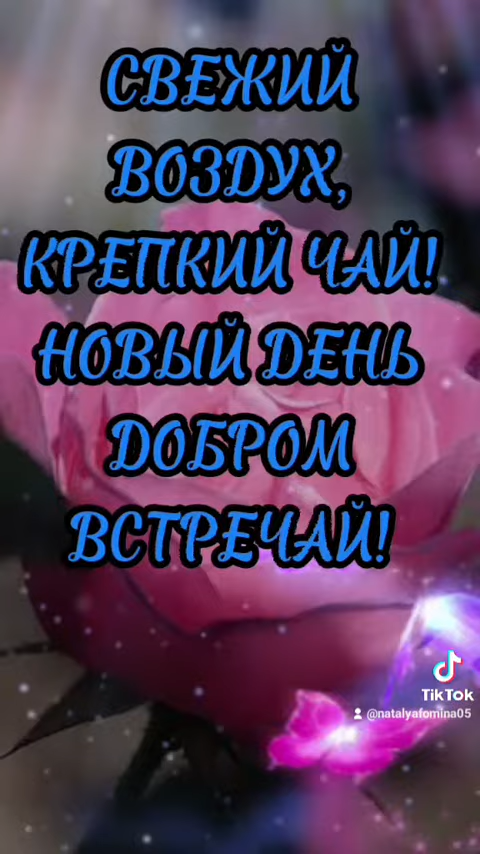 СВЕЖИЙ
ВОЗДУХ,
КРЕПКИЙ ЧАЙ!
НОВЫЙ ДЕНЬ
ДОБРОМ
ВСТРЕЧАЙ!
TikTok
@natalyafomina05